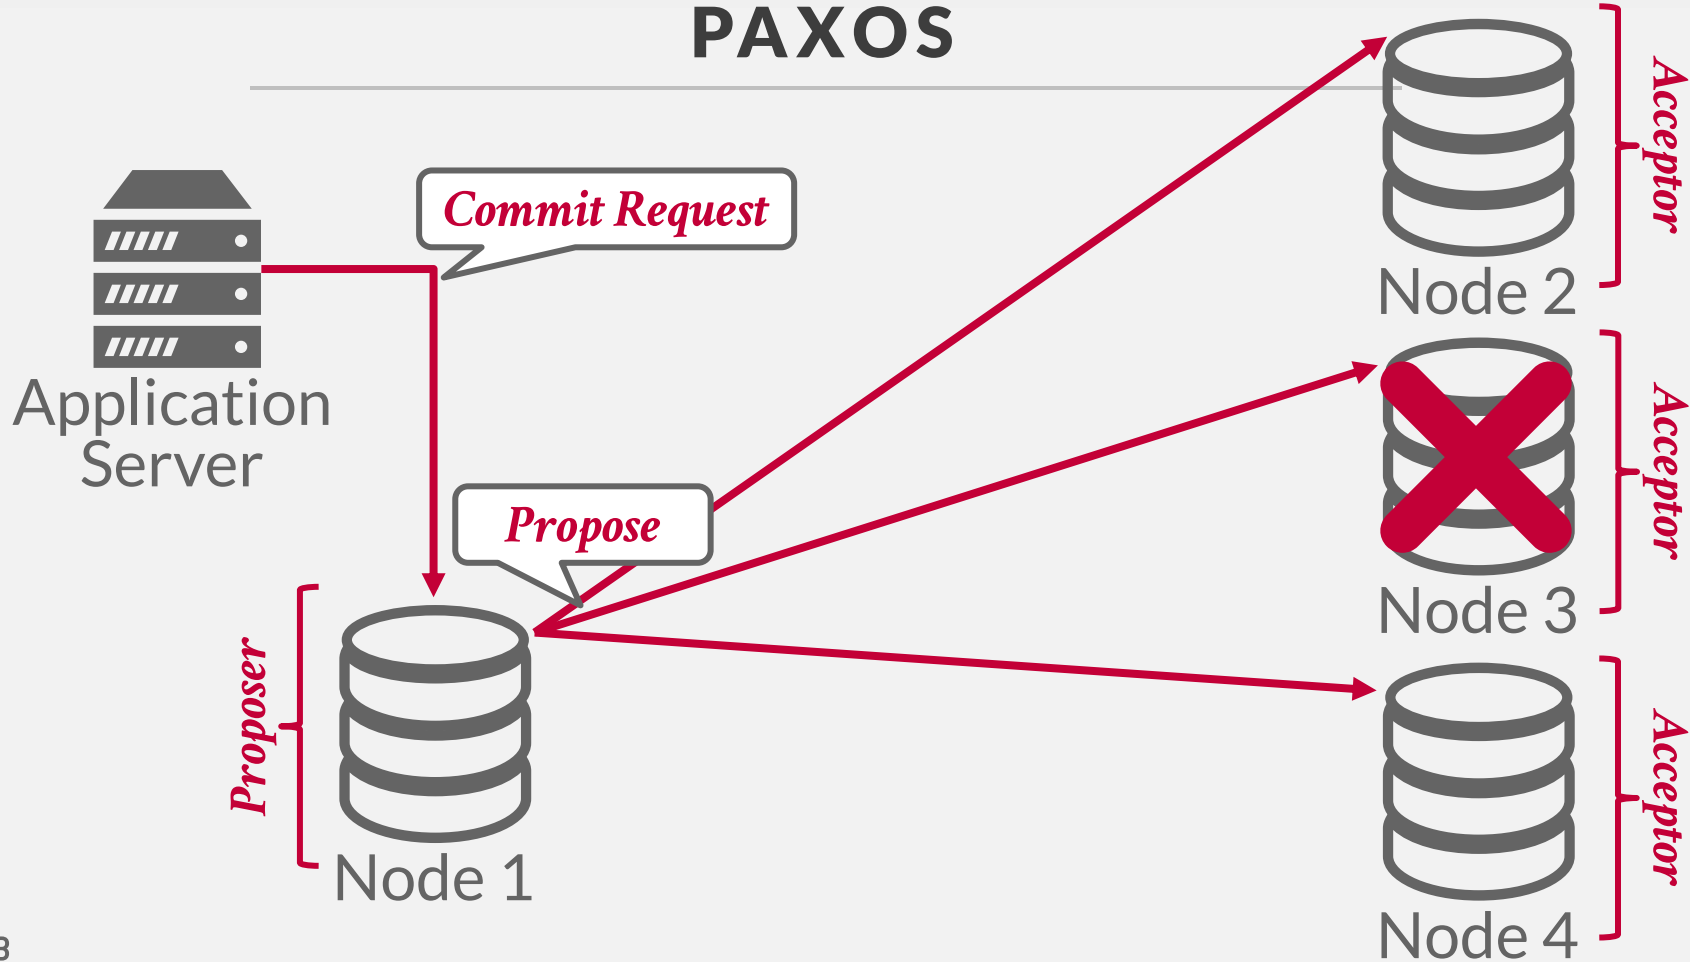 PAXOS
Commit Request
Application
Server
Propose
Proposer
Node 1
Acceptor
Node 2
Acceptor
Node 3
Acceptor
Node 4